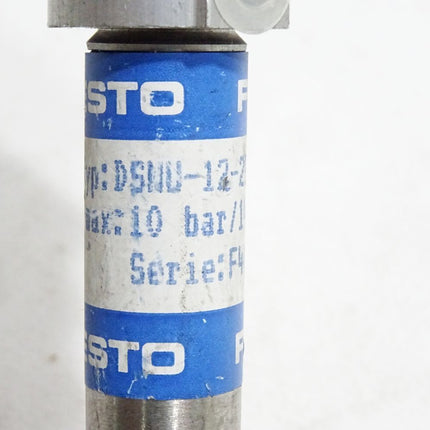 ESTO F
yp:DSNU-12-2
max:10 bar/1
Serie:F4
ESTO F